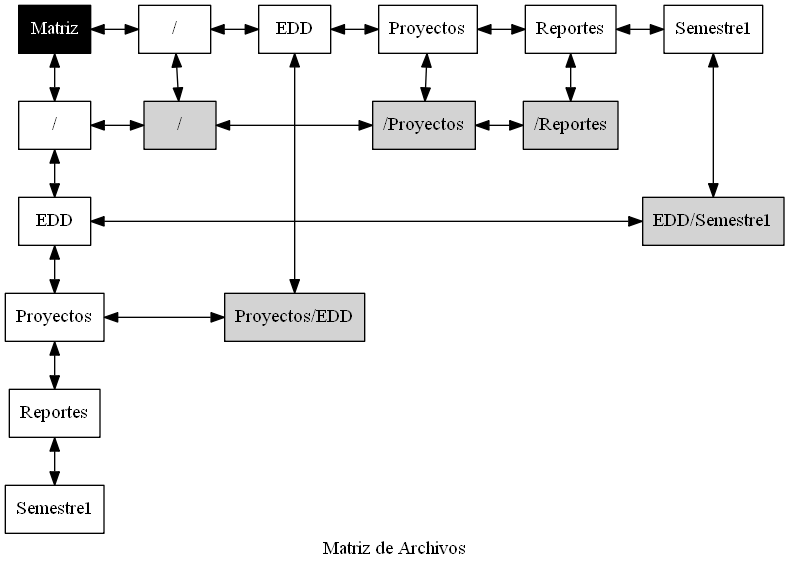 Matriz
/
EDD
Proyectos
Reportes
Semestre1
/
/
/Proyectos
/Reportes
EDD
EDD/Semestre1
Proyectos
Proyectos/EDD
Reportes
Semestre1
Matriz de Archivos